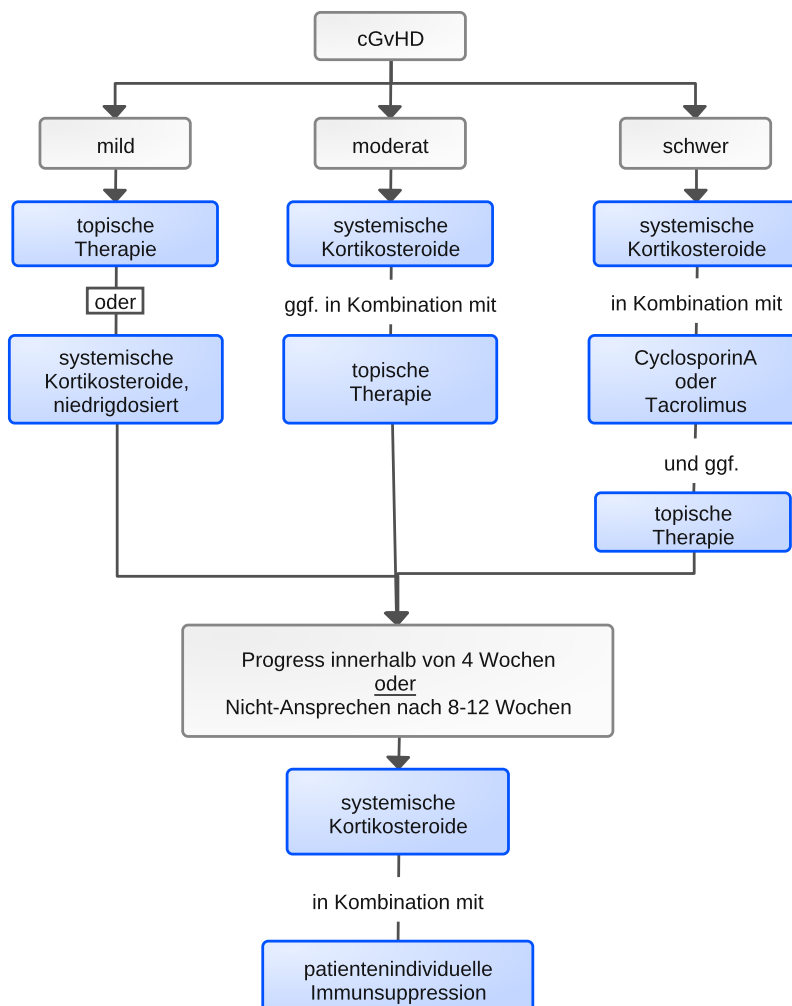 cGvHD
mild
moderat
schwer
topische
Therapie
oder
systemische
Kortikosteroide,
niedrigdosiert
systemische
Kortikosteroide
ggf. in Kombination mit
topische
Therapie
systemische
Kortikosteroide
in Kombination mit
CyclosporinA
oder
Tacrolimus
und ggf.
topische
Therapie
Progress innerhalb von 4 Wochen
oder
Nicht-Ansprechen nach 8-12 Wochen
systemische
Kortikosteroide
in Kombination mit
patientenindividuelle
Immunsuppression